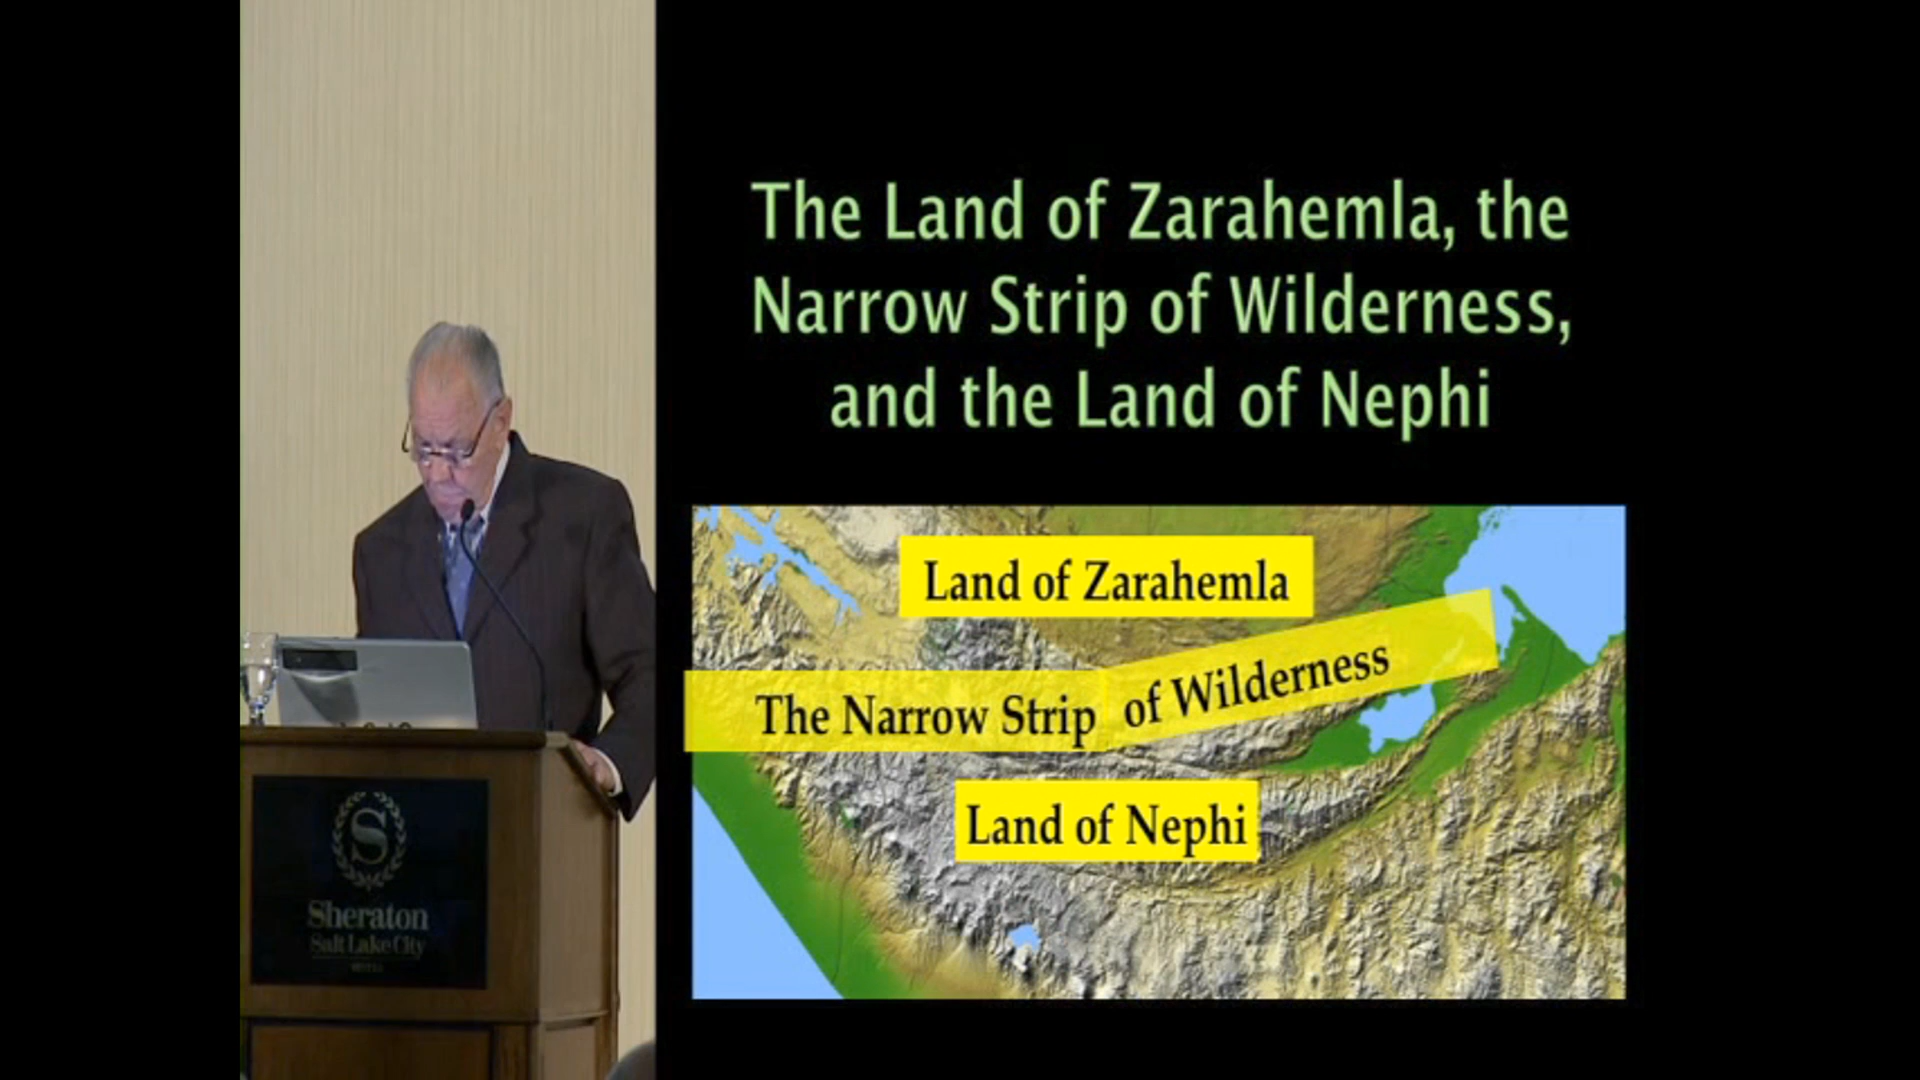 The Land of Zarahemla, the
Narrow Strip of Wilderness,
and the Land of Nephi
Land of Zarahemla
The Narrow Strip of Wilderness
Land of Nephi
S
Sheraton
Salt Lake City